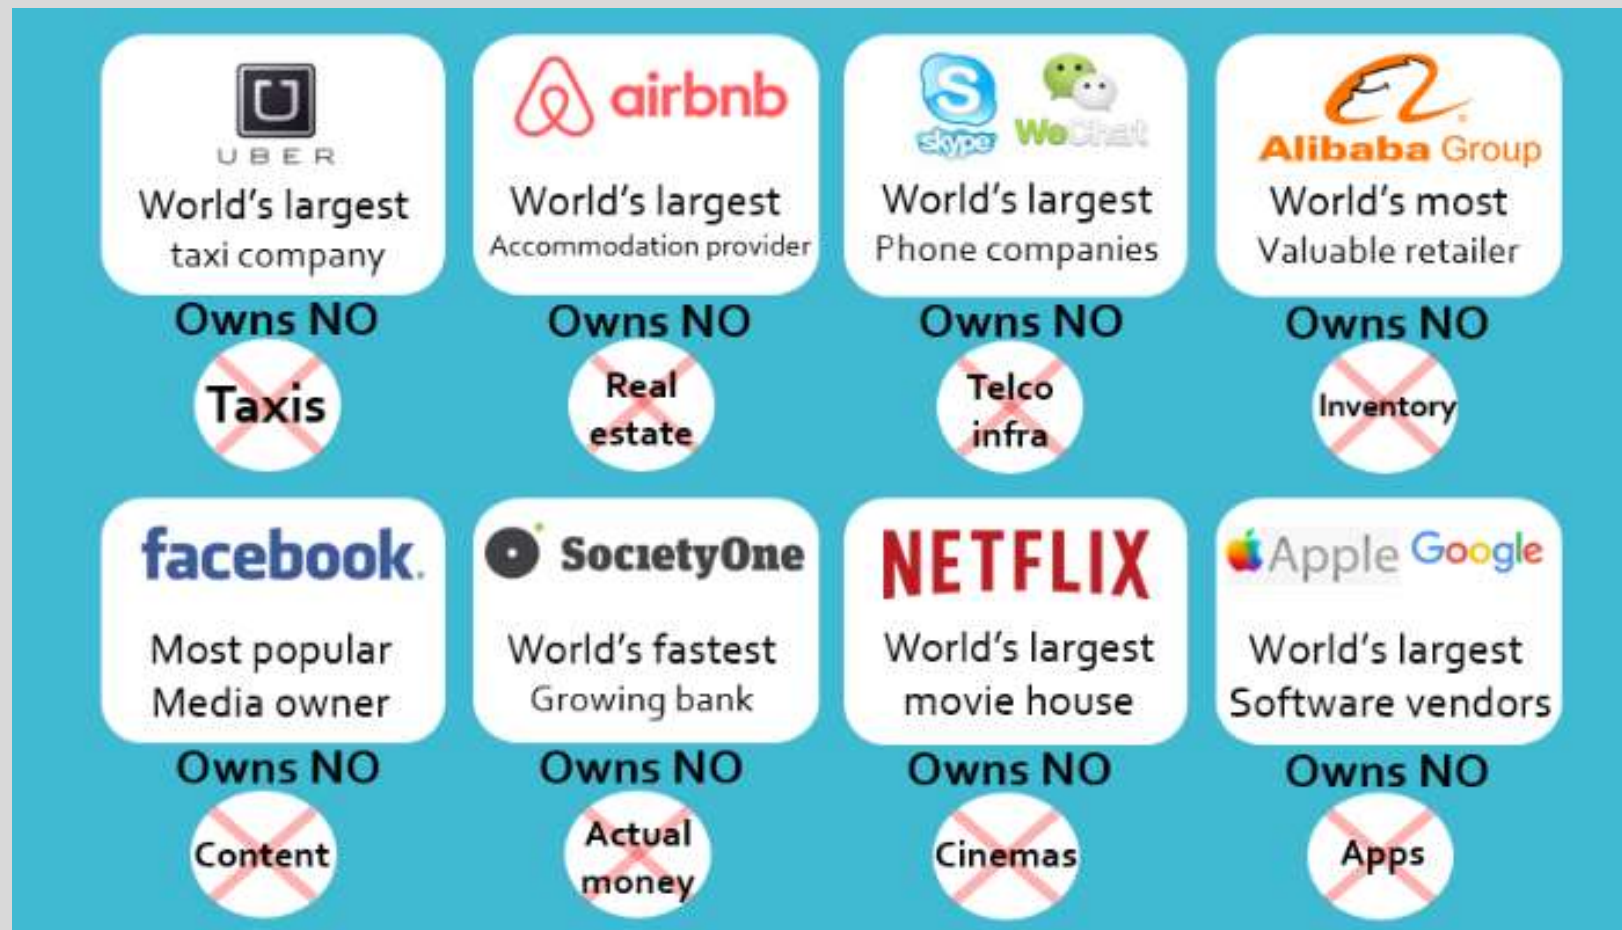 UBER
World's largest
taxi company
Owns NO
Taxis
airbnb
World's largest
Accommodation provider
Owns NO
Real
estate
skype WeChat
World's largest
Phone companies
Owns NO
Telco
infra
Alibaba Group
World's most
Valuable retailer
Owns NO
Inventory
facebook.
Most popular
Media owner
Owns NO
Content
SocietyOne
World's fastest
Growing bank
Owns NO
Actual
money
NETFLIX
World's largest
movie house
Owns NO
Cinemas
Apple Google
World's largest
Software vendors
Owns NO
Apps